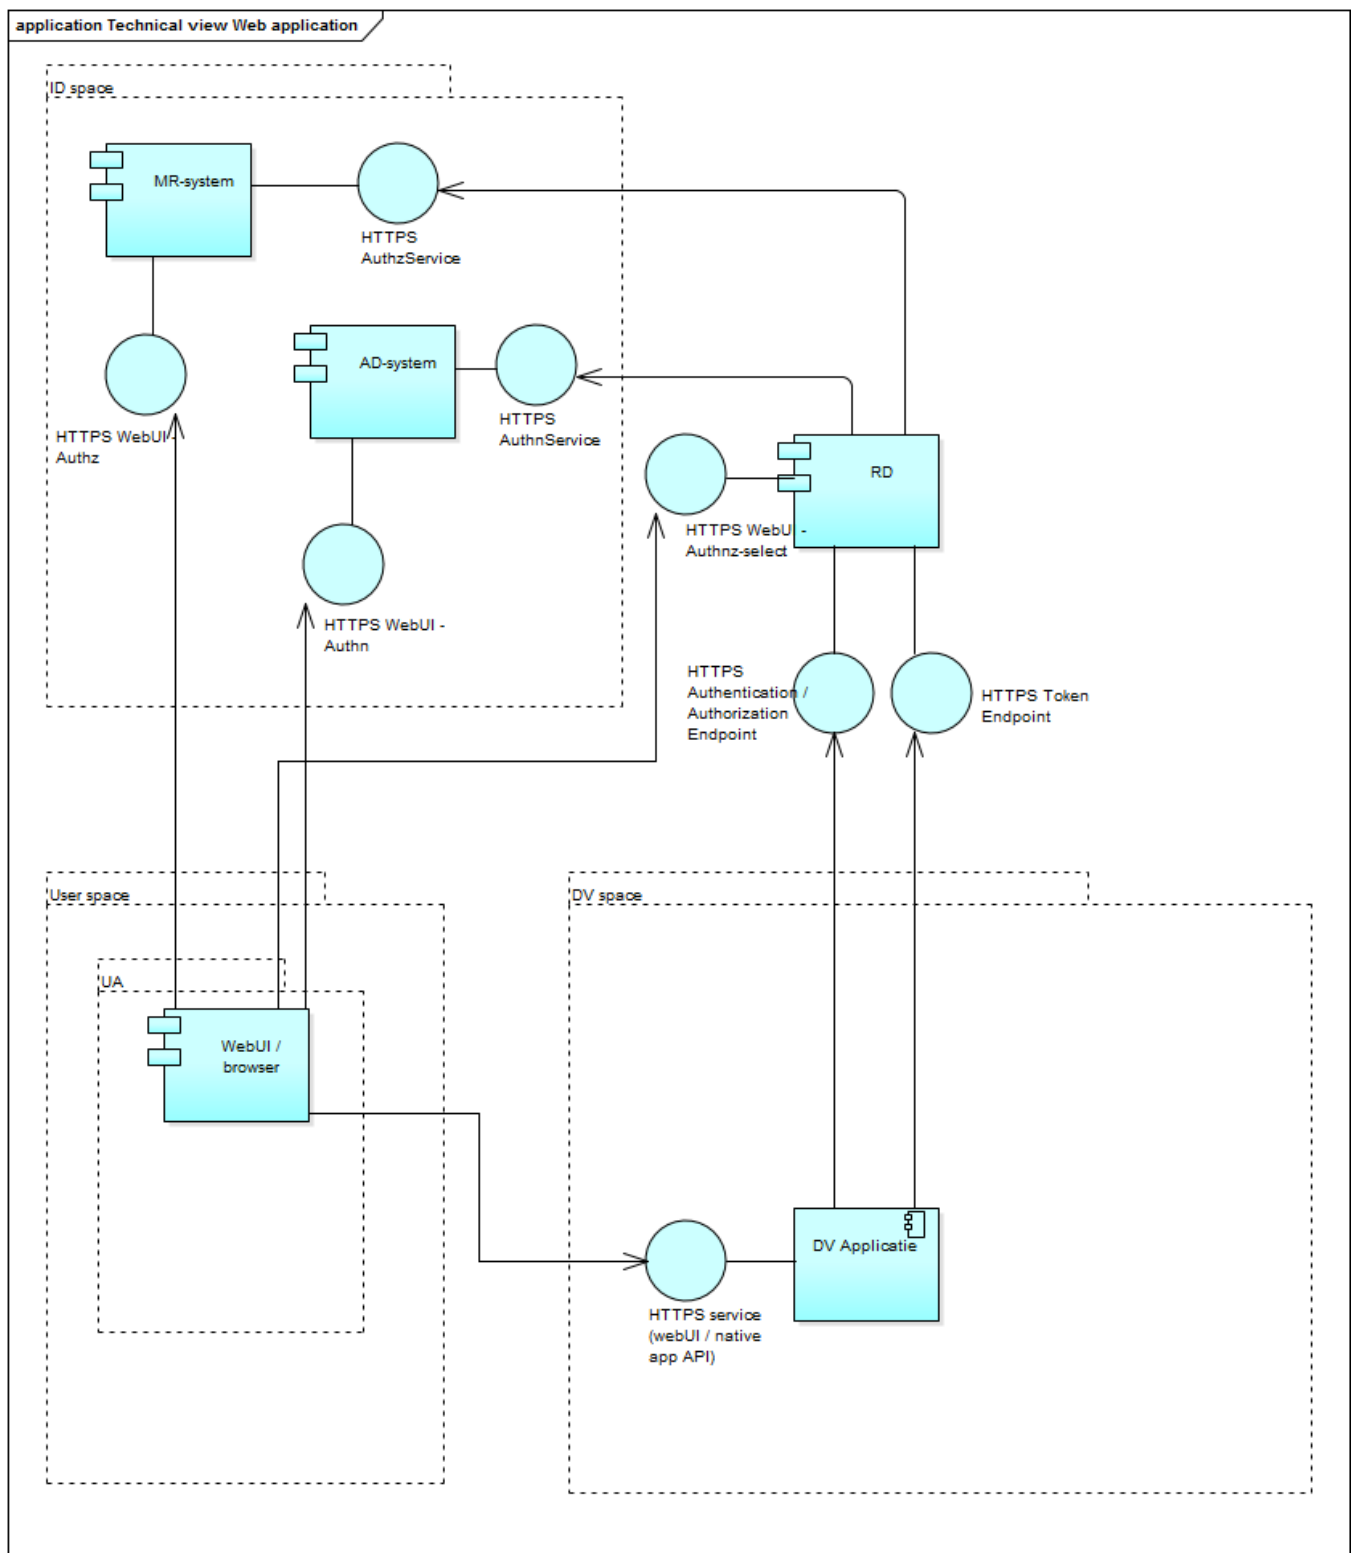 application Technical view Web application
ID space
MR-system
HTTPS
AuthzService
AD-system
HTTPS WebUI -
Authz
HTTPS
AuthnService
RD
HTTPS WebUI -
Authnz-select
HTTPS WebUI -
Authn
HTTPS
Authentication /
Authorization
Endpoint
HTTPS Token
Endpoint
User space
DV space
UA
WebUI /
browser
DV Applicatie
HTTPS service
(webUI / native
app API)